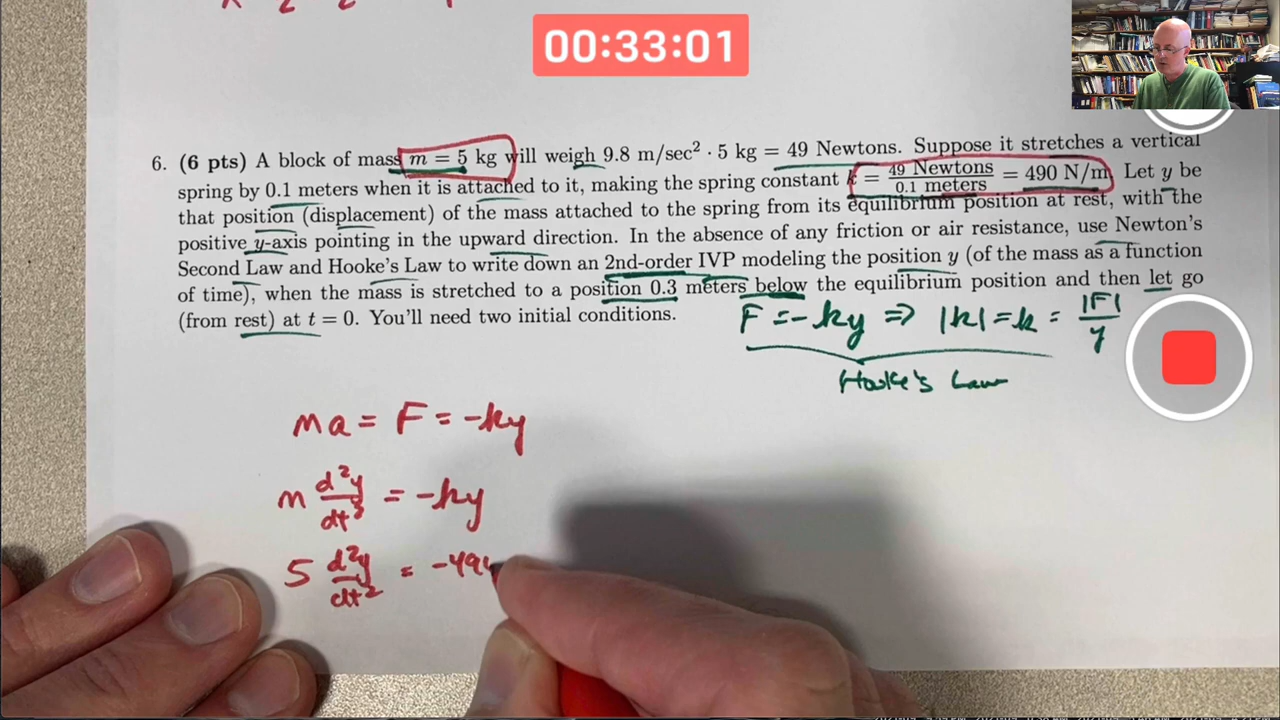 00:33:01
6. (6 pts) A block of mass m = 5 kg will weigh 9.8 m/sec² · 5 kg = 49 Newtons. Suppose it stretches a vertical
spring by 0.1 meters when it is attached to it, making the spring constant k = 49 Newtons / 0.1 meters = 490 N/m. Let y be
that position (displacement) of the mass attached to the spring from its equilibrium position at rest, with the
positive y-axis pointing in the upward direction. In the absence of any friction or air resistance, use Newton's
Second Law and Hooke's Law to write down an 2nd-order IVP modeling the position y (of the mass as a function
of time), when the mass is stretched to a position 0.3 meters below the equilibrium position and then let go
(from rest) at t = 0. You'll need two initial conditions.
F = -ky ⇒ |k| = k = |F|/y
Hooke's Law
ma = F = -ky
m d²y/dt² = -ky
5 d²y/dt² = -49